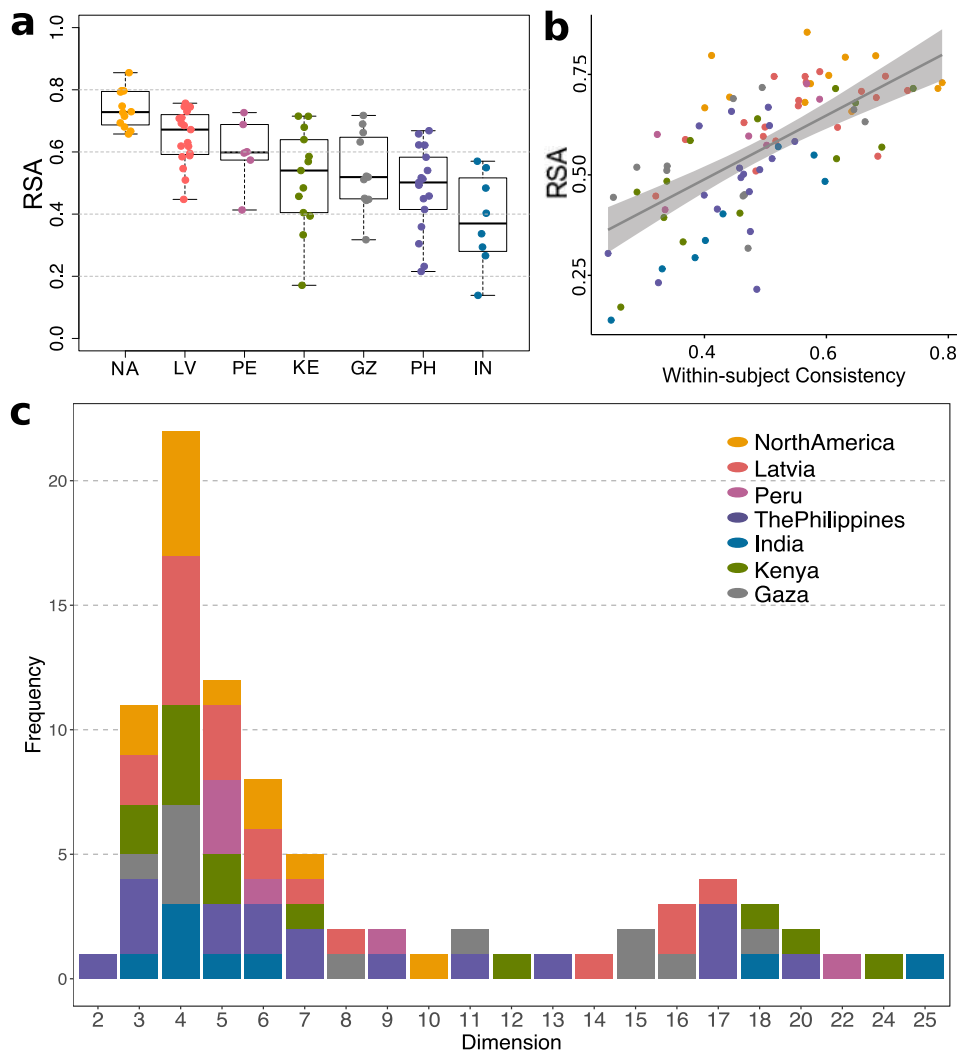 a
RSA
1.0
0.8
0.6
0.4
0.2
0.0
NA LV PE KE GZ PH IN
b
RSA
0.75
0.50
0.25
0.4 0.6 0.8
Within-subject Consistency
c
Frequency
20
15
10
5
0
NorthAmerica
Latvia
Peru
ThePhilippines
India
Kenya
Gaza
2 3 4 5 6 7 8 9 10 11 12 13 14 15 16 17 18 20 22 24 25
Dimension